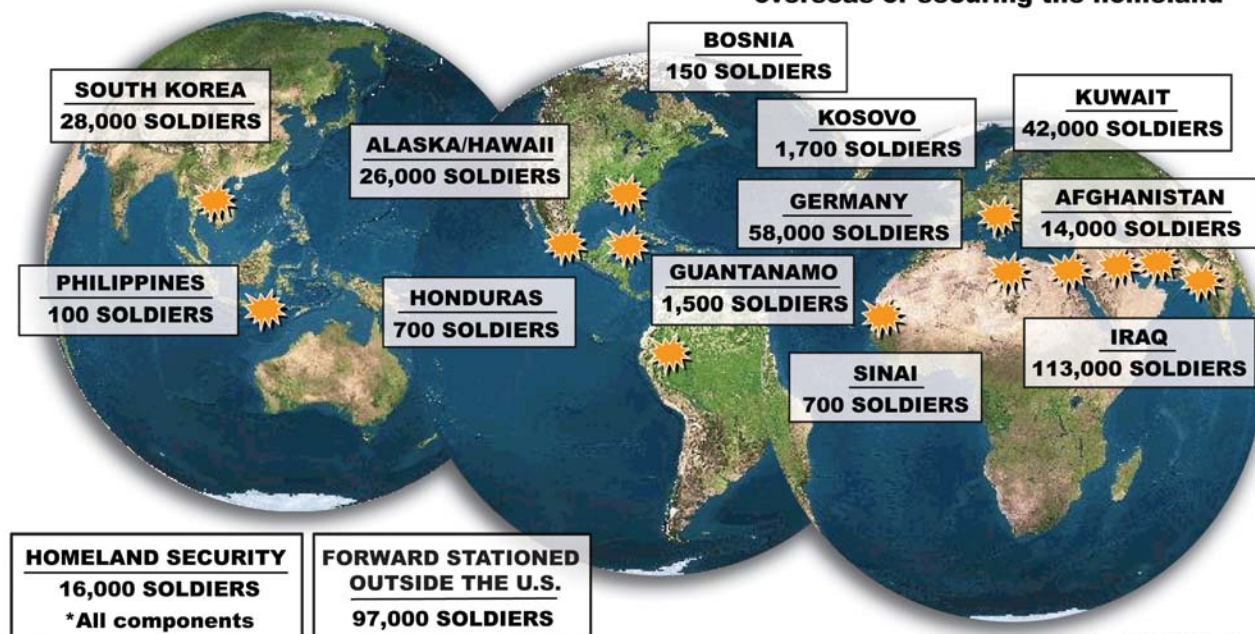 overseas or securing the homeland
BOSNIA
150 SOLDIERS
SOUTH KOREA
28,000 SOLDIERS
KUWAIT
42,000 SOLDIERS
KOSOVO
1,700 SOLDIERS
ALASKA/HAWAII
26,000 SOLDIERS
GERMANY
58,000 SOLDIERS
AFGHANISTAN
14,000 SOLDIERS
PHILIPPINES
100 SOLDIERS
HONDURAS
700 SOLDIERS
GUANTANAMO
1,500 SOLDIERS
IRAQ
113,000 SOLDIERS
SINAI
700 SOLDIERS
HOMELAND SECURITY
16,000 SOLDIERS
*All components
FORWARD STATIONED
OUTSIDE THE U.S.
97,000 SOLDIERS